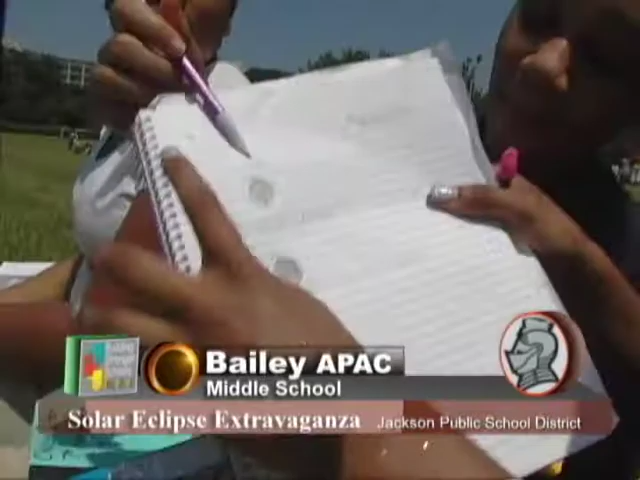 Bailey APAC
Middle School
Solar Eclipse Extravaganza Jackson Public School District